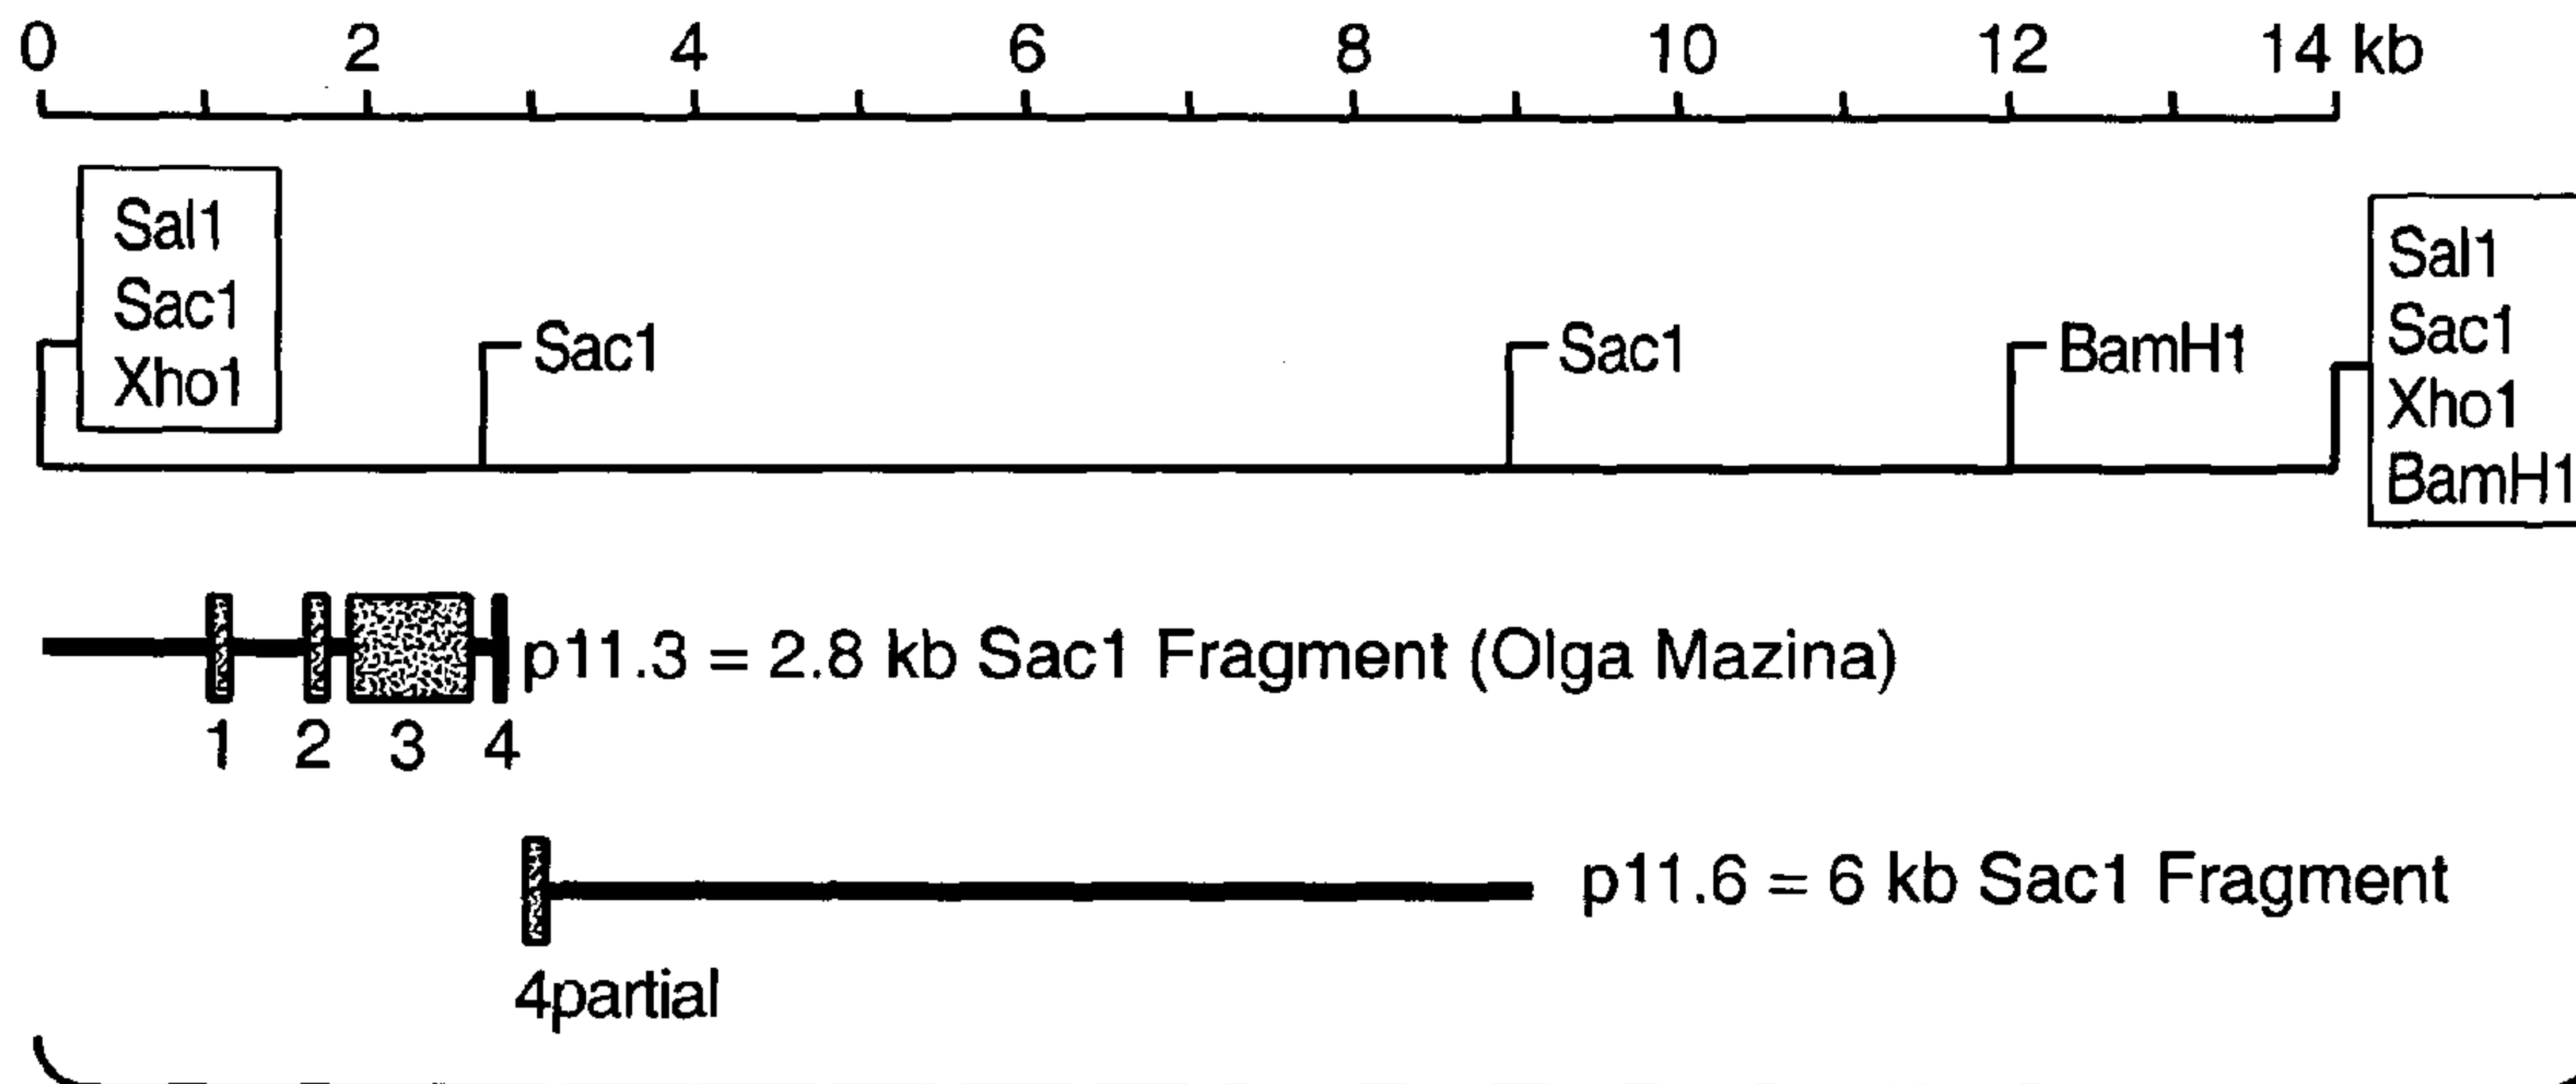 0 2 4 6 8 10 12 14 kb
Sal1
Sac1
Xho1
Sac1
Sac1
BamH1
Sal1
Sac1
Xho1
BamH1
p11.3 = 2.8 kb Sac1 Fragment (Olga Mazina)
1 2 3 4
p11.6 = 6 kb Sac1 Fragment
4partial